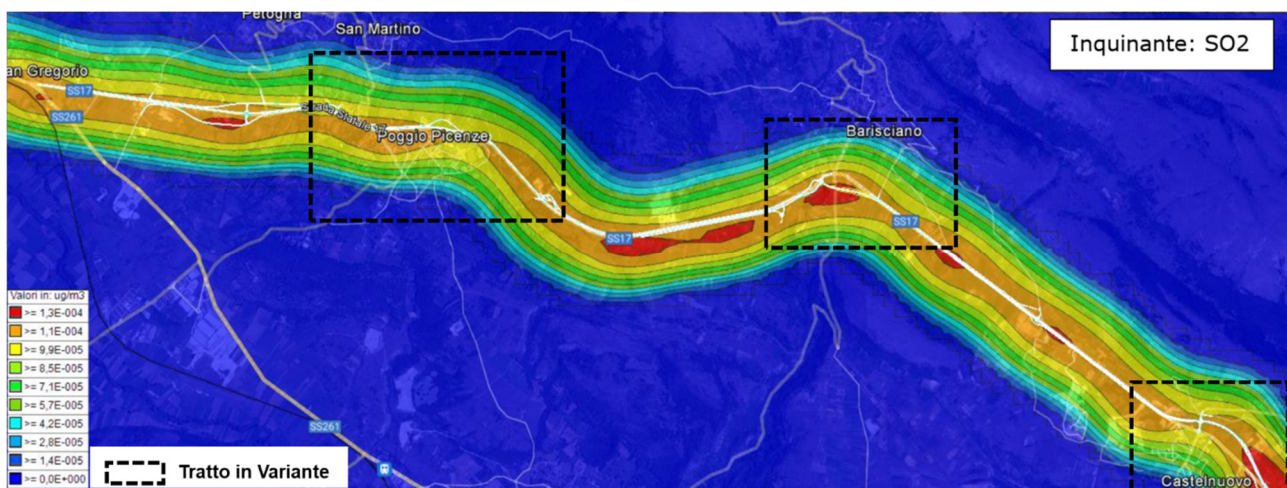 Petogna
San Martino
Inquinante: SO2
an Gregorio
SS17
SS261
Strada Statale 17
Poggio Picenze
Barisciano
SS17
SS17
Valori in: ug/m3
>= 1,3E-004
>= 1,1E-004
>= 9,9E-005
>= 8,5E-005
>= 7,1E-005
>= 5,7E-005
>= 4,2E-005
>= 2,8E-005
>= 1,4E-005
>= 0,0E+000
SS261
Tratto in Variante
Castelnuovo